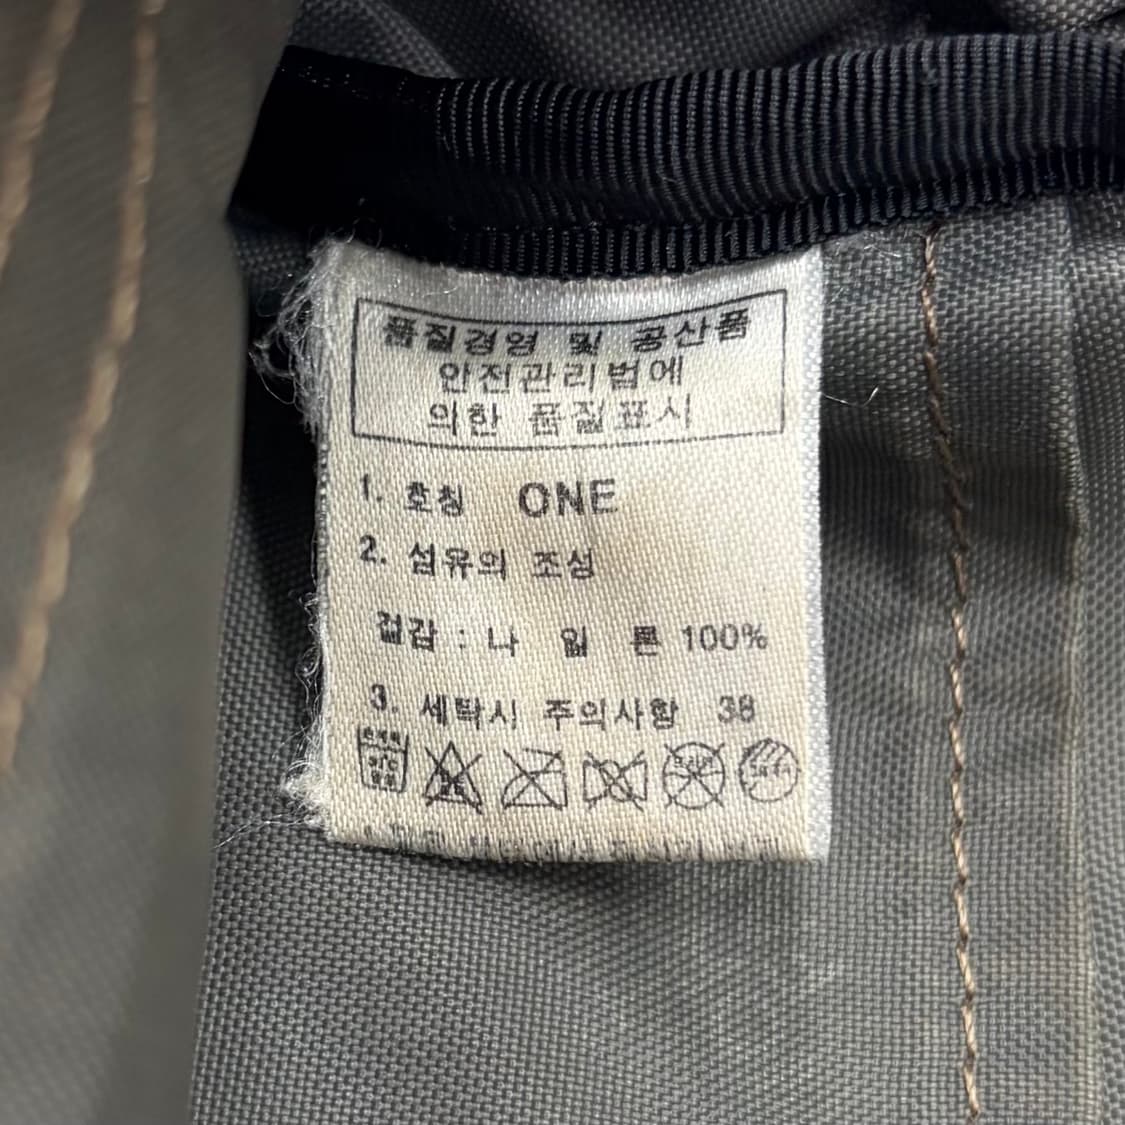 품질경영 및 공산품
안전관리법에
의한 품질표시
1. 호칭 ONE
2. 섬유의 조성
겉감 : 나 일 론 100%
3. 세탁시 주의사항 38